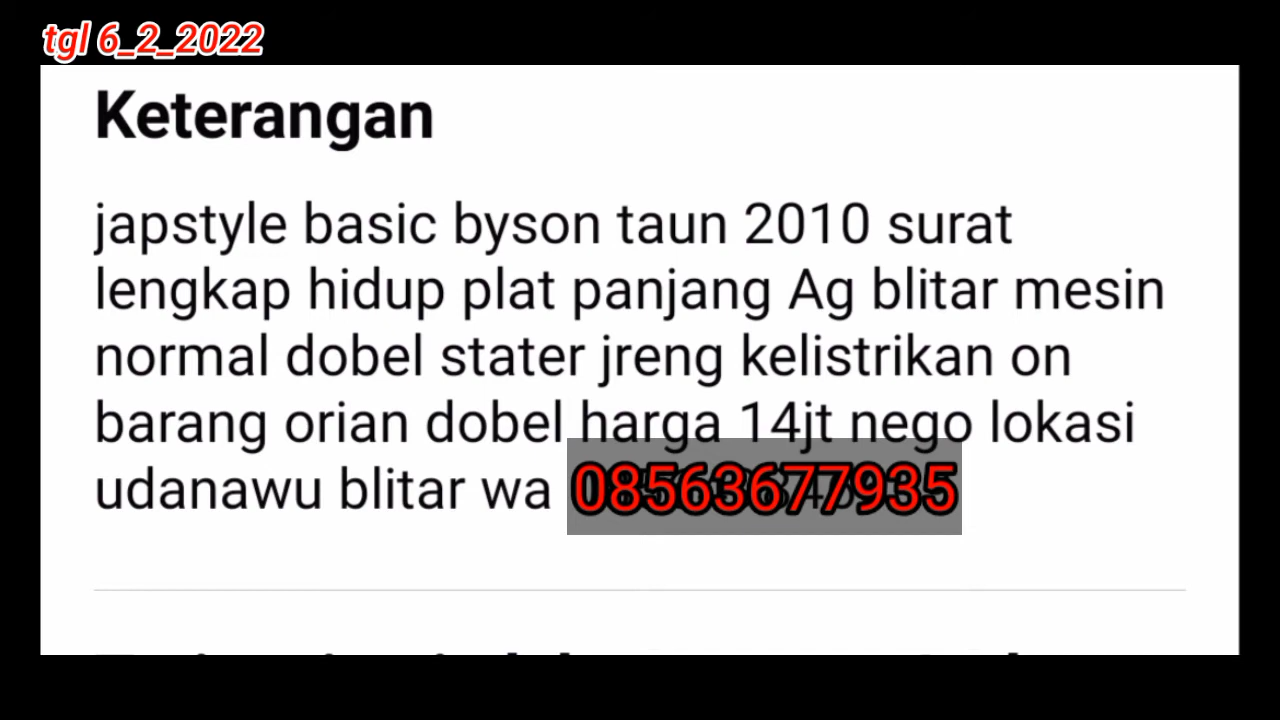 tgl 6_2_2022
Keterangan
japstyle basic byson taun 2010 surat
lengkap hidup plat panjang Ag blitar mesin
normal dobel stater jreng kelistrikan on
barang orian dobel harga 14jt nego lokasi
udanawu blitar wa 08563677935